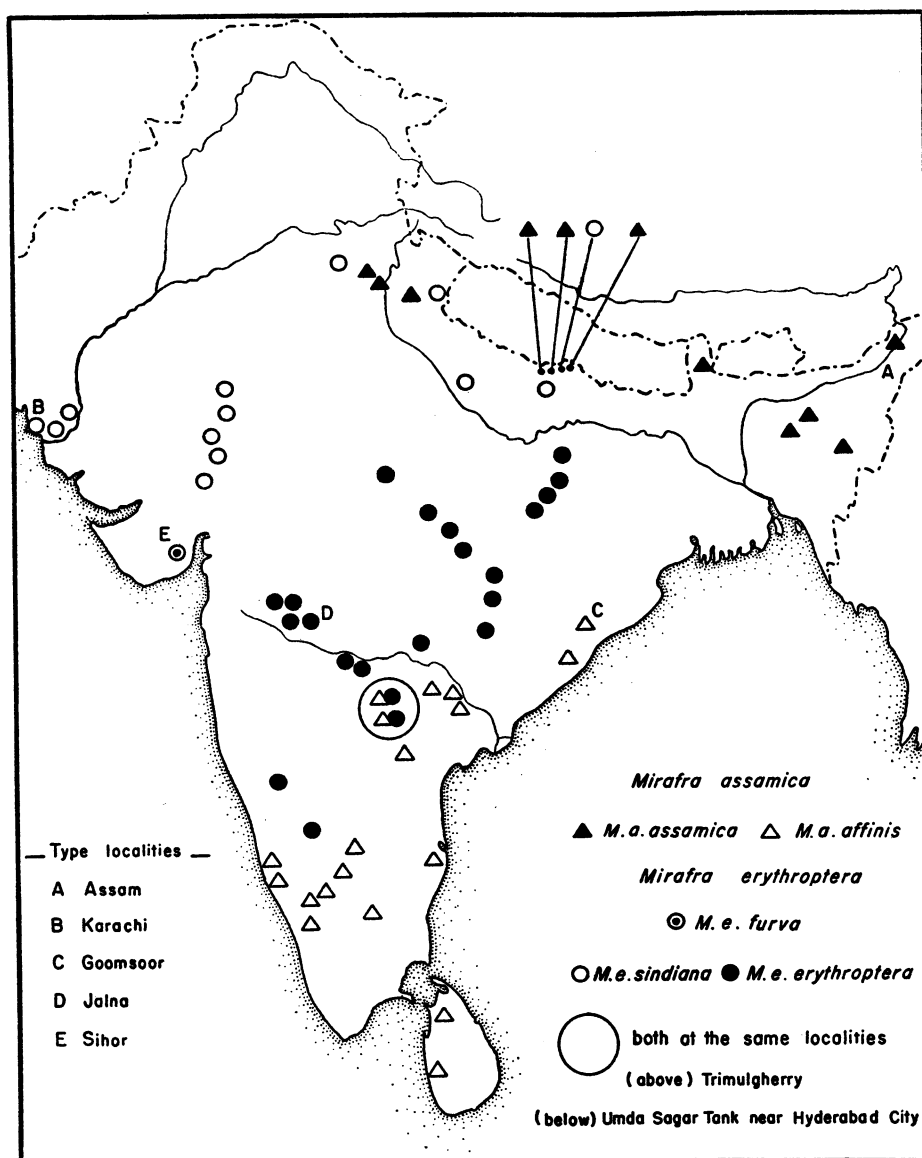 A
B
E
D
C
Type localities
A Assam
B Karachi
C Goomsoor
D Jalna
E Sihor
Mirafra assamica
M.a.assamica M.a.affinis
Mirafra erythroptera
M.e.furva
M.e.sindiana M.e.erythroptera
both at the same localities
(above) Trimulgherry
(below) Umda Sagar Tank near Hyderabad City